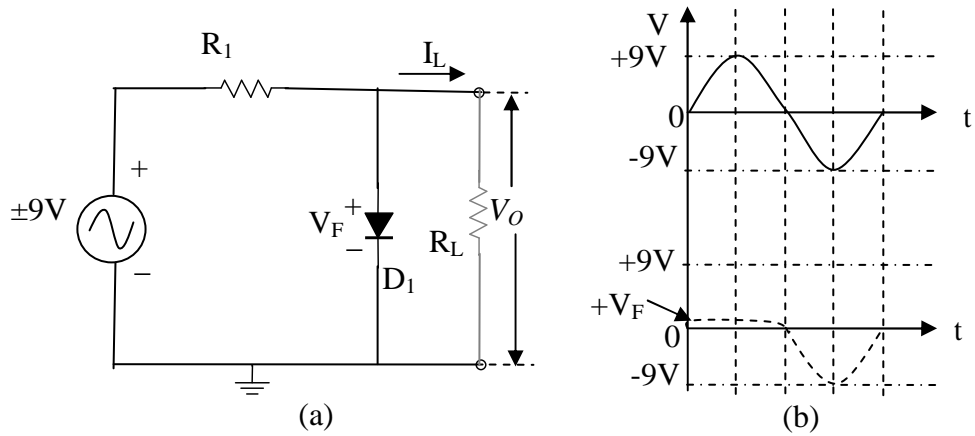 R1
IL
+
±9V
−
VF
+
−
D1
RL
VO
(a)
V
+9V
0
t
-9V
+9V
+VF
0
t
-9V
(b)